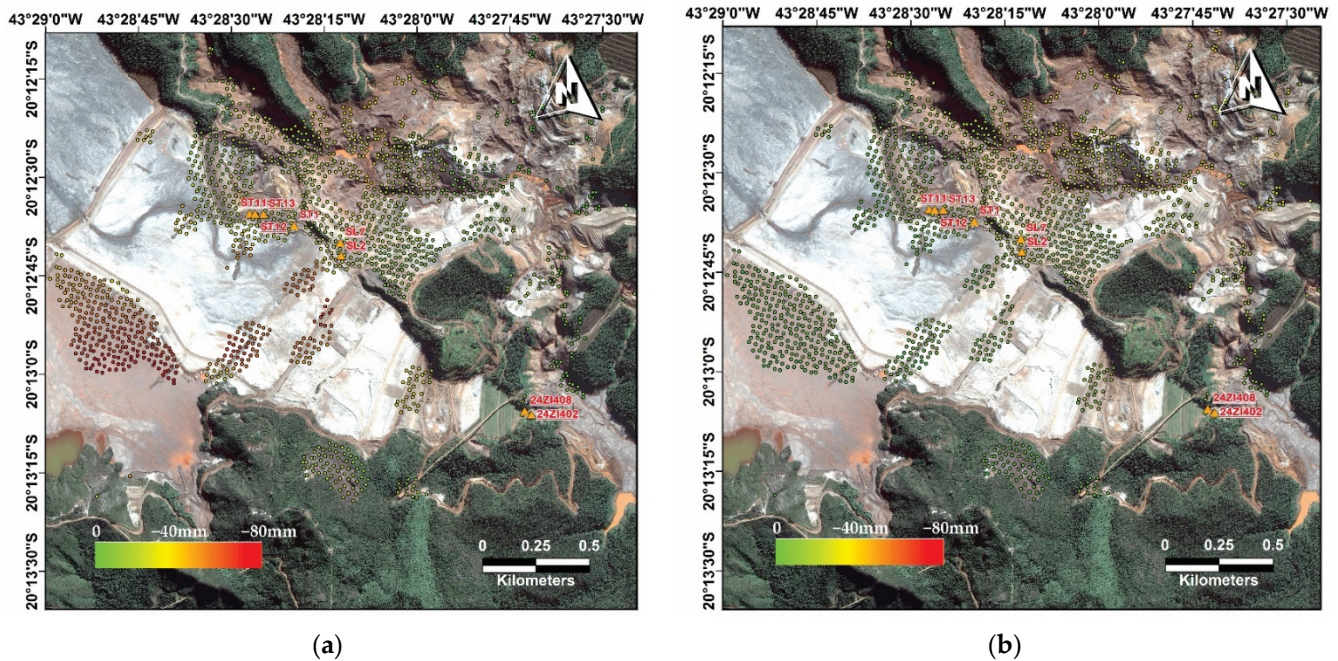 43°29'0"W 43°28'45"W 43°28'30"W 43°28'15"W 43°28'0"W 43°27'45"W 43°27'30"W
20°12'15"S
N
20°12'30"S
ST11 ST13
ST1
ST12
SL7
SL2
20°12'45"S
20°13'0"S
24ZI408
24ZI402
20°13'15"S
0 −40mm −80mm
0 0.25 0.5
Kilometers
20°13'30"S
(a)
43°29'0"W 43°28'45"W 43°28'30"W 43°28'15"W 43°28'0"W 43°27'45"W 43°27'30"W
20°12'15"S
N
20°12'30"S
ST11 ST13
ST1
ST12
SL7
SL2
20°12'45"S
20°13'0"S
24ZI408
24ZI402
20°13'15"S
0 −40mm −80mm
0 0.25 0.5
Kilometers
20°13'30"S
(b)